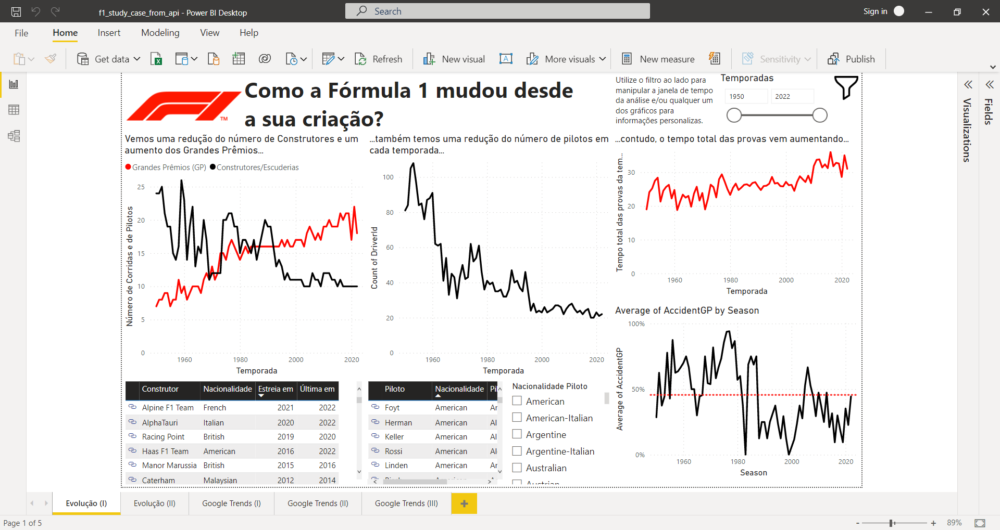 f1_study_case_from_api - Power BI Desktop
Search
Sign in
File
Home
Insert
Modeling
View
Help
Get data
Refresh
New visual
A
More visuals
New measure
Sensitivity
Publish
TM
Como a Fórmula 1 mudou desde
a sua criação?
Utilize o filtro ao lado para
manipular a janela de tempo
da análise e/ou qualquer um
dos gráficos para
informações personalizas.
Temporadas
1950
2022
Visualizations
Fields
Vemos uma redução do número de Construtores e um
aumento dos Grandes Prêmios...
Grandes Prêmios (GP)
Construtores/Escuderias
Número de Corridas e de Pilotos
25
20
15
10
5
0
1960
1980
2000
2020
Temporada
...também temos uma redução do número de pilotos em
cada temporada...
Count of DriverId
100
80
60
40
20
0
1960
1980
2000
2020
Temporada
...contudo, o tempo total das provas vem aumentando...
Tempo total das provas da tem...
30
20
10
0
1960
1980
2000
2020
Temporada
Average of AccidentGP by Season
Average of AccidentGP
100%
50%
0%
1960
1980
2000
2020
Season
Construtor Nacionalidade Estreia em Última em
Alpine F1 Team French 2021 2022
AlphaTauri Italian 2020 2022
Racing Point British 2019 2020
Haas F1 Team American 2016 2022
Manor Marussia British 2015 2016
Caterham Malaysian 2012 2014
Piloto Nacionalidade Pil
Foyt American Ar
Herman American Al
Keller American Al
Rossi American Al
Linden American Ar
Nacionalidade Piloto
American
American-Italian
Argentine
Argentine-Italian
Australian
Austrian
Evolução (I)
Evolução (II)
Google Trends (I)
Google Trends (II)
Google Trends (III)
Page 1 of 5
89%